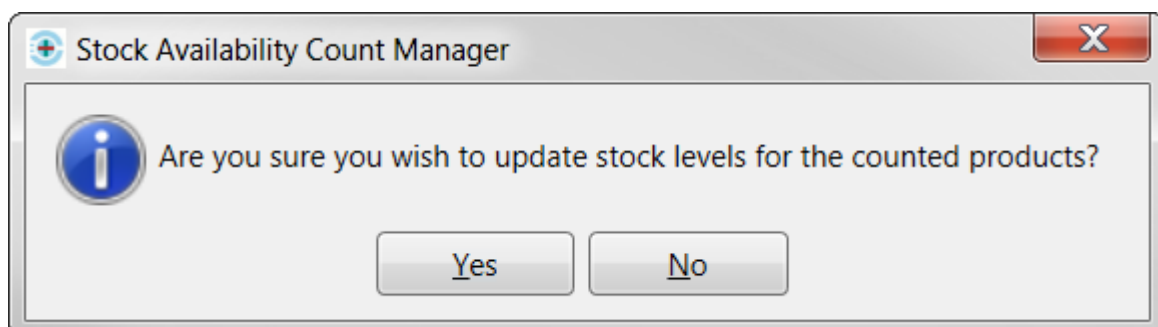 Stock Availability Count Manager
Are you sure you wish to update stock levels for the counted products?
Yes
No